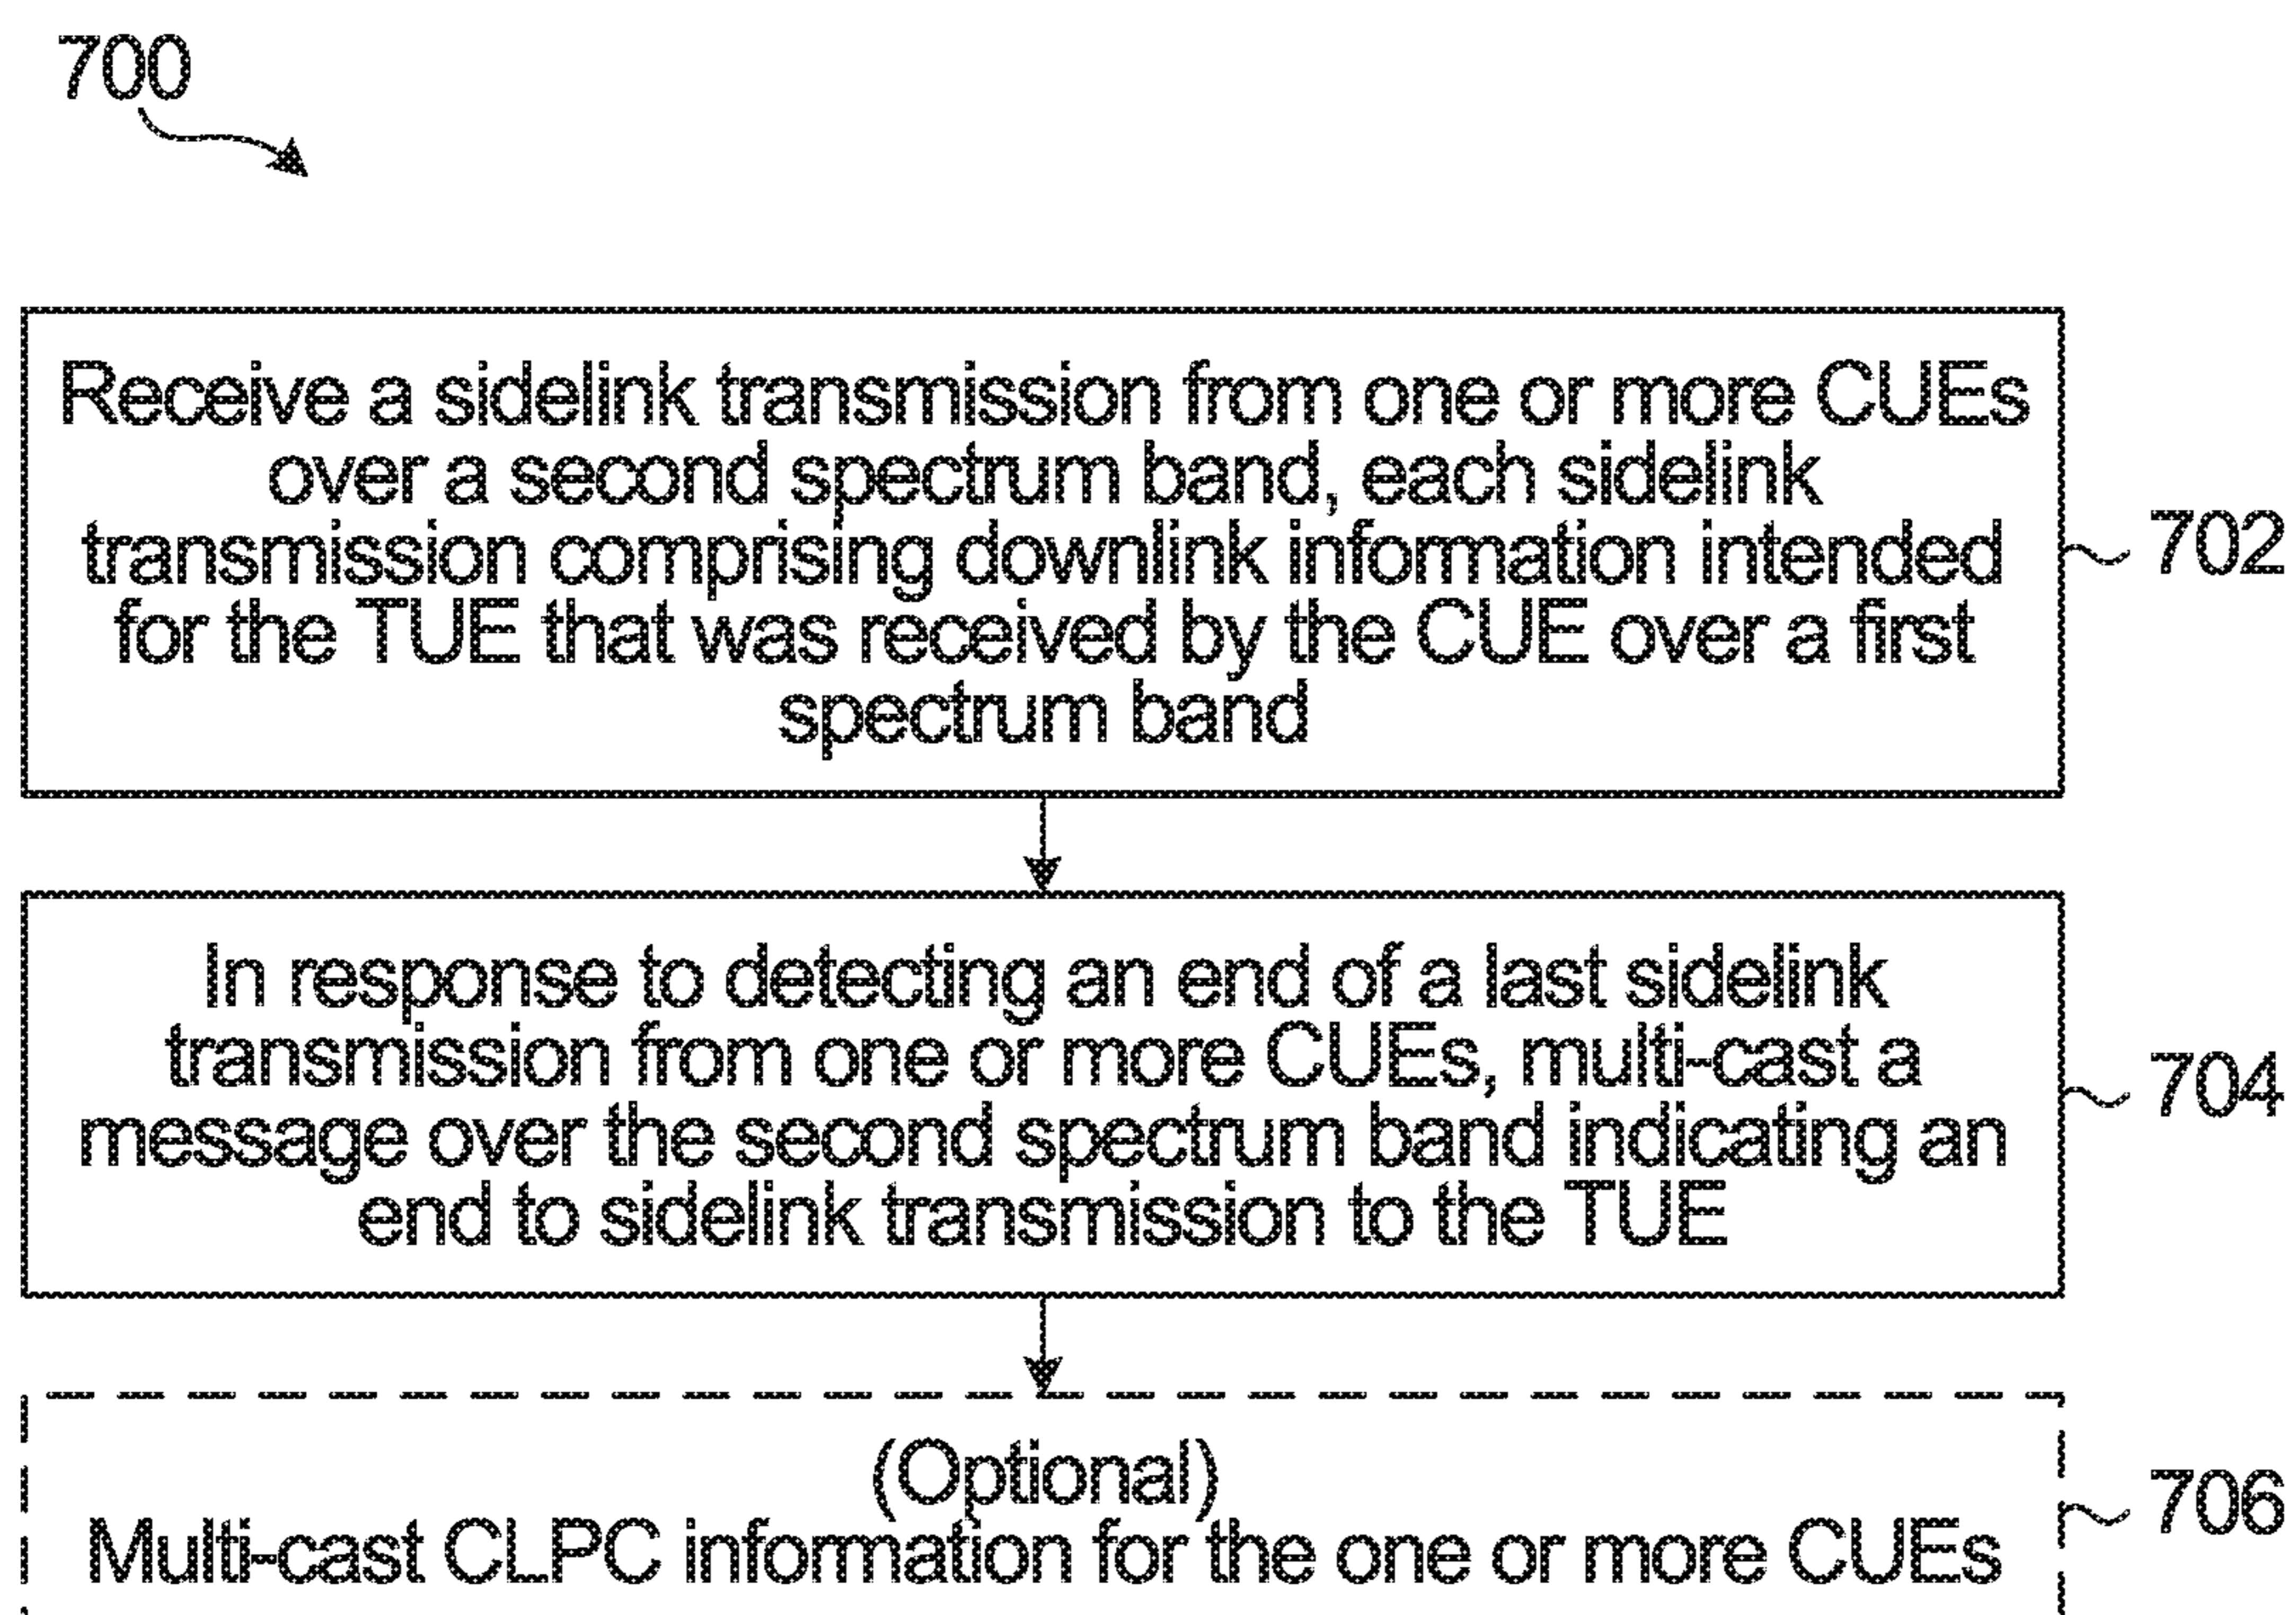 700
Receive a sidelink transmission from one or more CUEs
over a second spectrum band, each sidelink
transmission comprising downlink information intended
for the TUE that was received by the CUE over a first
spectrum band
702
In response to detecting an end of a last sidelink
transmission from one or more CUEs, multi-cast a
message over the second spectrum band indicating an
end to sidelink transmission to the TUE
704
(Optional)
Multi-cast CLPC information for the one or more CUEs
706